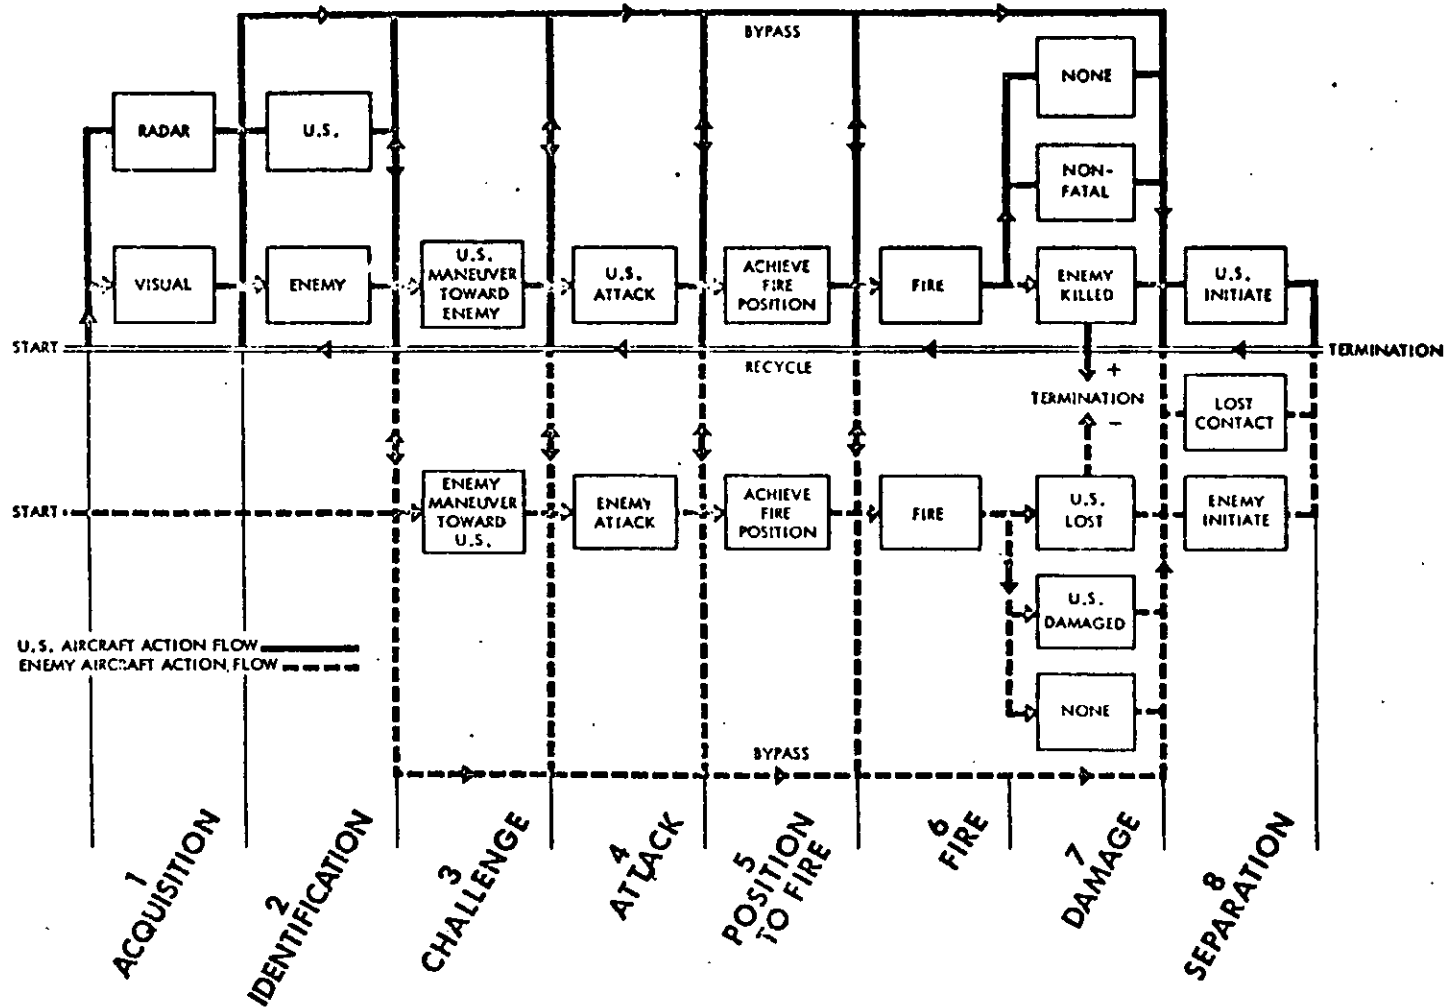 BYPASS
NONE
RADAR
U.S.
NON-
FATAL
VISUAL
ENEMY
U.S.
MANEUVER
TOWARD
ENEMY
U.S.
ATTACK
ACHIEVE
FIRE
POSITION
FIRE
ENEMY
KILLED
U.S.
INITIATE
START
RECYCLE
TERMINATION
+
TERMINATION
–
LOST
CONTACT
START
ENEMY
MANEUVER
TOWARD
U.S.
ENEMY
ATTACK
ACHIEVE
FIRE
POSITION
FIRE
U.S.
LOST
ENEMY
INITIATE
U.S.
DAMAGED
U.S. AIRCRAFT ACTION FLOW
ENEMY AIRCRAFT ACTION FLOW
NONE
BYPASS
1
ACQUISITION
2
IDENTIFICATION
3
CHALLENGE
4
ATTACK
5
POSITION
TO FIRE
6
FIRE
7
DAMAGE
8
SEPARATION